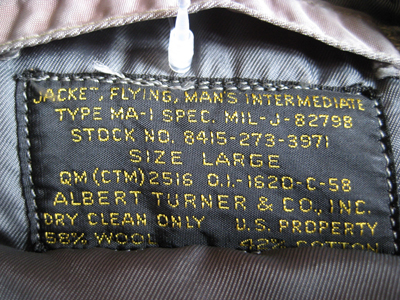 JACKET, FLYING, MAN'S INTERMEDIATE
TYPE MA-1 SPEC. MIL-J-8279B
STOCK NO. 8415-273-3971
SIZE LARGE
QM (CTM) 2516 O.I.-1620-C-58
ALBERT TURNER & CO., INC.
DRY CLEAN ONLY U.S. PROPERTY
58% WOOL 42% COTTON